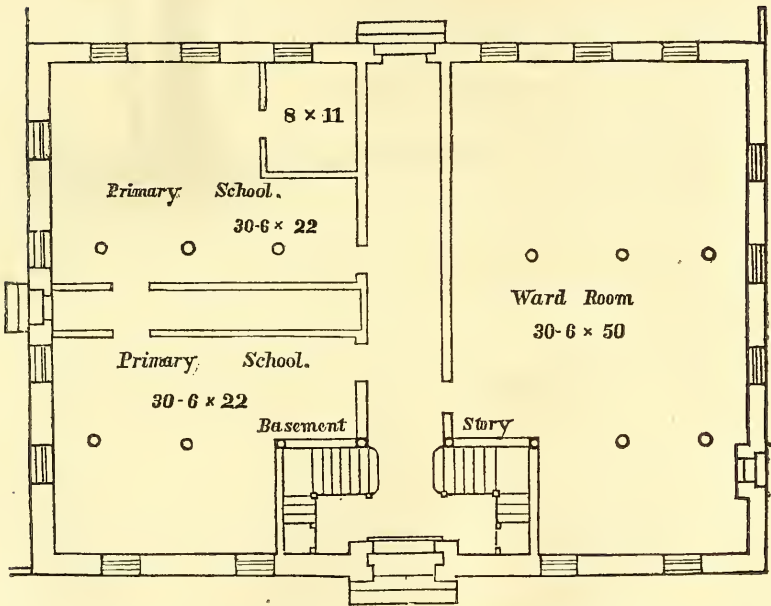 8 × 11
Primary School.
30-6 × 22
Ward Room
30-6 × 50
Primary School.
30-6 × 22
Basement Story